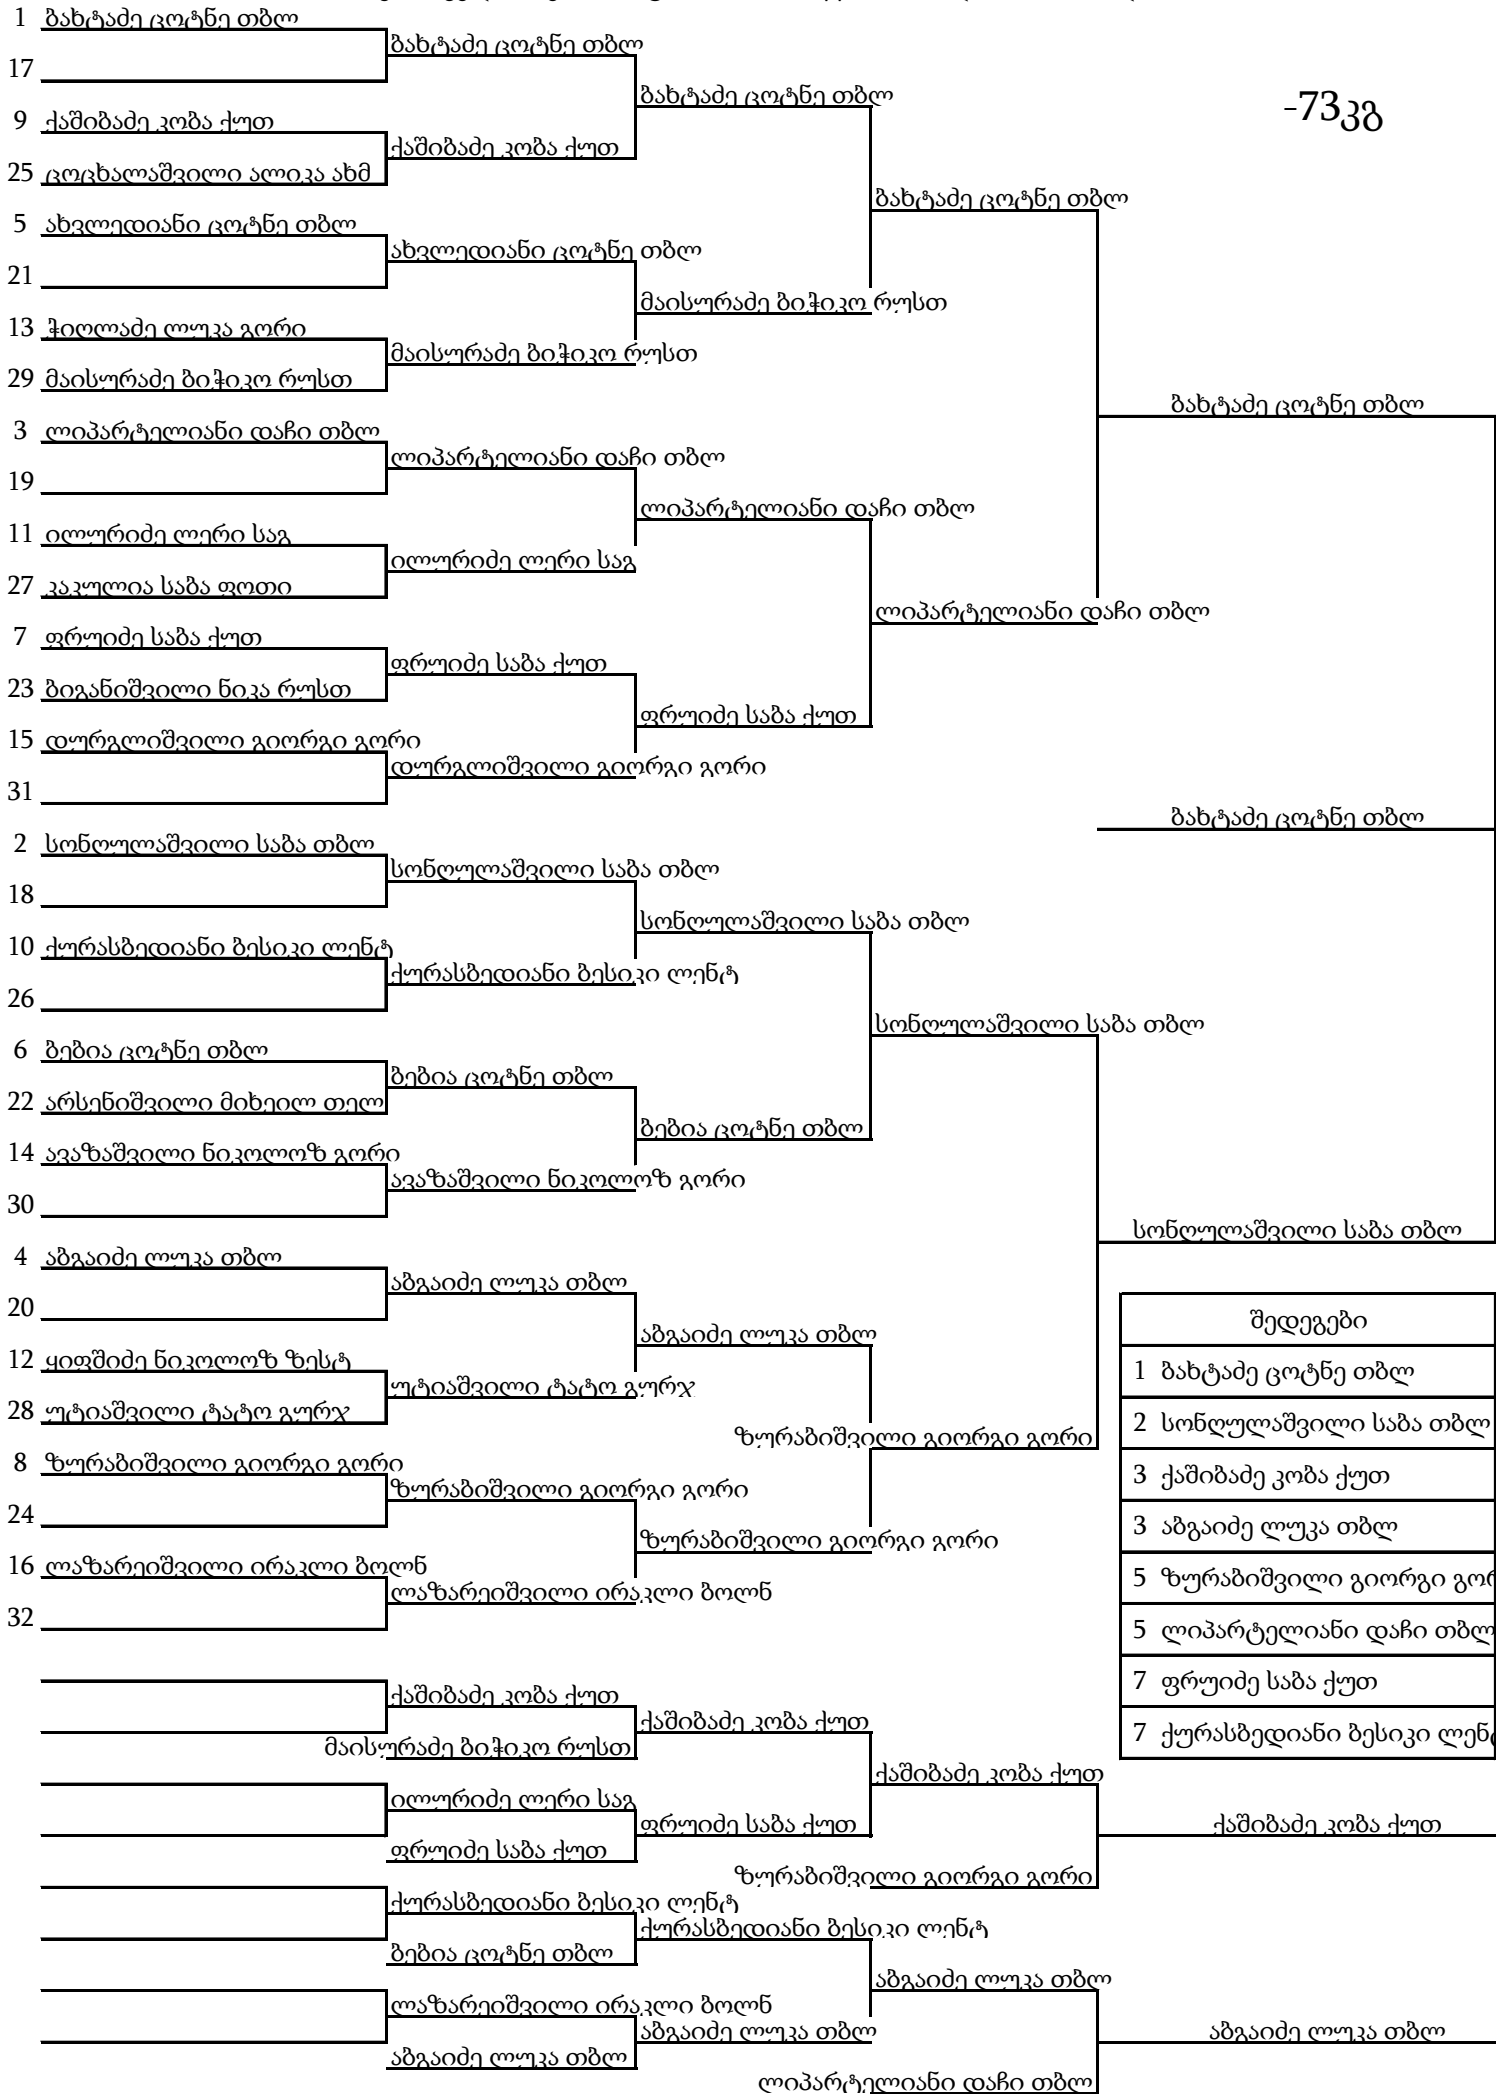 1 ბახტაძე ცოტნე თბლ
ბახტაძე ცოტნე თბლ
17
ბახტაძე ცოტნე თბლ
-73კგ
9 ქაშიბაძე კობა ქუთ
ქაშიბაძე კობა ქუთ
25 ცოცხალაშვილი ალიკა ახმ
ბახტაძე ცოტნე თბლ
5 ახვლედიანი ცოტნე თბლ
ახვლედიანი ცოტნე თბლ
21
მაისურაძე ბიჭიკო რუსთ
13 ჭიღლაძე ლუკა გორი
მაისურაძე ბიჭიკო რუსთ
29 მაისურაძე ბიჭიკო რუსთ
ბახტაძე ცოტნე თბლ
3 ლიპარტელიანი დაჩი თბლ
ლიპარტელიანი დაჩი თბლ
19
ლიპარტელიანი დაჩი თბლ
11 ილურიძე ლერი საგ
ილურიძე ლერი საგ
27 კაკულია საბა ფოთი
ლიპარტელიანი დაჩი თბლ
7 ფრუიძე საბა ქუთ
ფრუიძე საბა ქუთ
23 ბიგანიშვილი ნიკა რუსთ
ფრუიძე საბა ქუთ
15 დურგლიშვილი გიორგი გორი
დურგლიშვილი გიორგი გორი
31
ბახტაძე ცოტნე თბლ
2 სონღულაშვილი საბა თბლ
სონღულაშვილი საბა თბლ
18
სონღულაშვილი საბა თბლ
10 ქურასბედიანი ბესიკი ლენტ
ქურასბედიანი ბესიკი ლენტ
26
სონღულაშვილი საბა თბლ
6 ბებია ცოტნე თბლ
ბებია ცოტნე თბლ
22 არსენიშვილი მიხეილ თელ
ბებია ცოტნე თბლ
14 ავაზაშვილი ნიკოლოზ გორი
ავაზაშვილი ნიკოლოზ გორი
30
სონღულაშვილი საბა თბლ
4 აბგაიძე ლუკა თბლ
აბგაიძე ლუკა თბლ
20
შედეგები
აბგაიძე ლუკა თბლ
12 ყიფშიძე ნიკოლოზ ზესტ
1 ბახტაძე ცოტნე თბლ
უტიაშვილი ტატო გურჯ
28 უტიაშვილი ტატო გურჯ
2 სონღულაშვილი საბა თბლ
ზურაბიშვილი გიორგი გორი
8 ზურაბიშვილი გიორგი გორი
3 ქაშიბაძე კობა ქუთ
ზურაბიშვილი გიორგი გორი
24
3 აბგაიძე ლუკა თბლ
ზურაბიშვილი გიორგი გორი
16 ლაზარეიშვილი ირაკლი ბოლნ
5 ზურაბიშვილი გიორგი გორ
ლაზარეიშვილი ირაკლი ბოლნ
32
5 ლიპარტელიანი დაჩი თბლ
7 ფრუიძე საბა ქუთ
ქაშიბაძე კობა ქუთ
ქაშიბაძე კობა ქუთ
7 ქურასბედიანი ბესიკი ლენ
მაისურაძე ბიჭიკო რუსთ
ქაშიბაძე კობა ქუთ
ილურიძე ლერი საგ
ფრუიძე საბა ქუთ
ქაშიბაძე კობა ქუთ
ფრუიძე საბა ქუთ
ზურაბიშვილი გიორგი გორი
ქურასბედიანი ბესიკი ლენტ
ქურასბედიანი ბესიკი ლენტ
ბებია ცოტნე თბლ
აბგაიძე ლუკა თბლ
ლაზარეიშვილი ირაკლი ბოლნ
აბგაიძე ლუკა თბლ
აბგაიძე ლუკა თბლ
აბგაიძე ლუკა თბლ
ლიპარტელიანი დაჩი თბლ